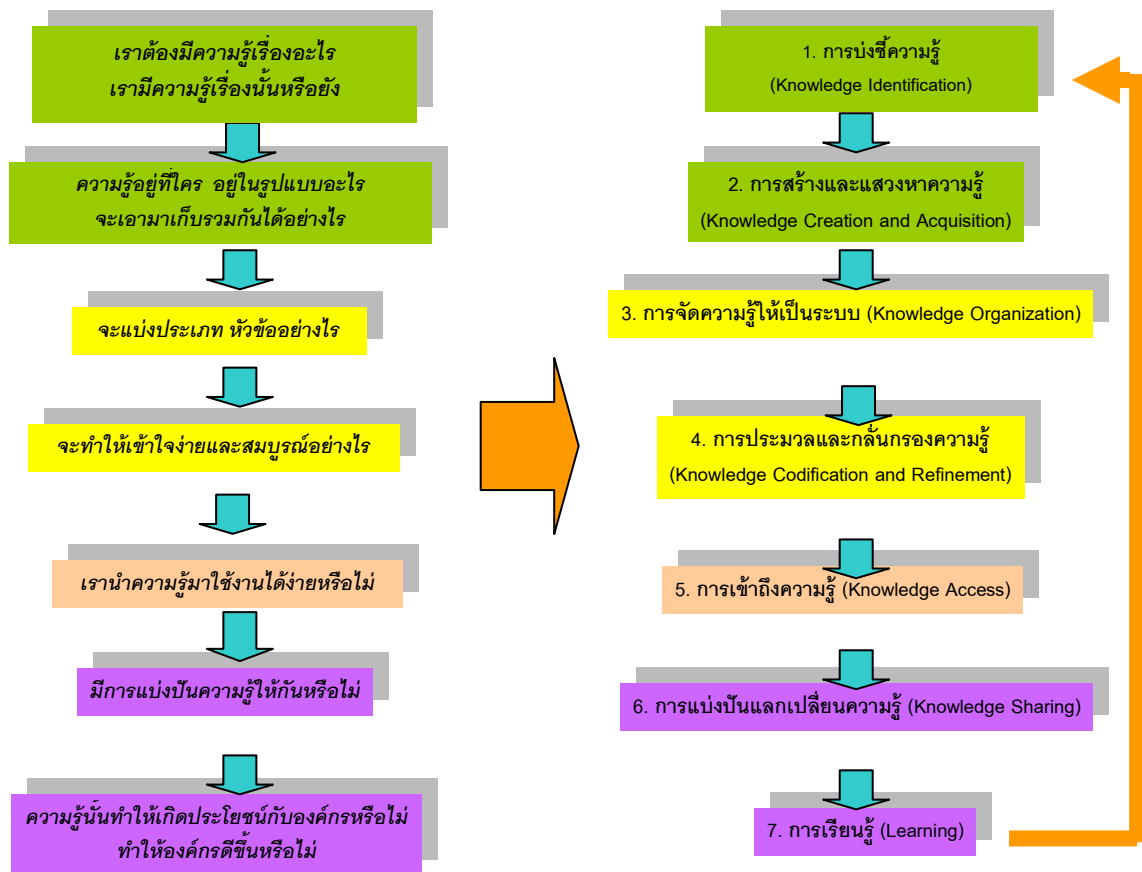 เราต้องมีความรู้เรื่องอะไร
เรามีความรู้เรื่องนั้นหรือยัง
ความรู้อยู่ที่ใคร อยู่ในรูปแบบอะไร
จะเอามาเก็บรวมกันได้อย่างไร
จะแบ่งประเภท หัวข้ออย่างไร
จะทำให้เข้าใจง่ายและสมบูรณ์อย่างไร
เรานำความรู้มาใช้งานได้ง่ายหรือไม่
มีการแบ่งปันความรู้ให้กันหรือไม่
ความรู้นั้นทำให้เกิดประโยชน์กับองค์กรหรือไม่
ทำให้องค์กรดีขึ้นหรือไม่
1. การบ่งชี้ความรู้
(Knowledge Identification)
2. การสร้างและแสวงหาความรู้
(Knowledge Creation and Acquisition)
3. การจัดความรู้ให้เป็นระบบ (Knowledge Organization)
4. การประมวลและกลั่นกรองความรู้
(Knowledge Codification and Refinement)
5. การเข้าถึงความรู้ (Knowledge Access)
6. การแบ่งปันแลกเปลี่ยนความรู้ (Knowledge Sharing)
7. การเรียนรู้ (Learning)